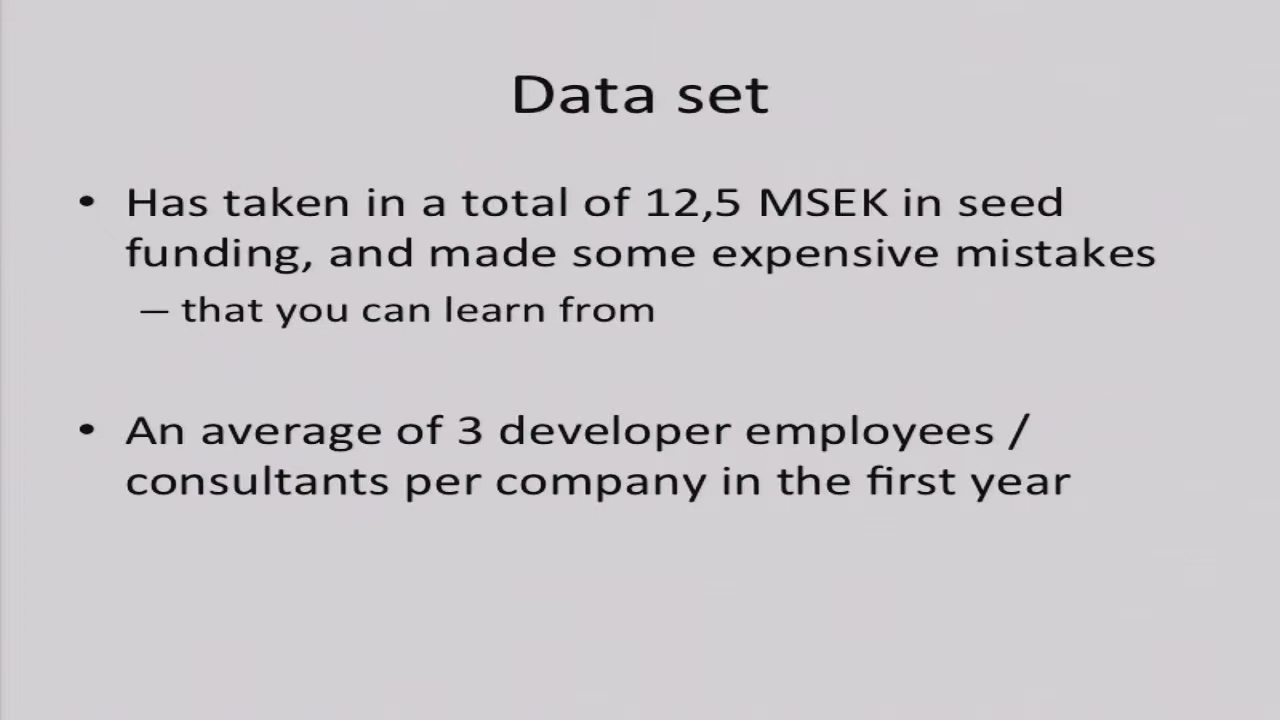 Data set
• Has taken in a total of 12,5 MSEK in seed
funding, and made some expensive mistakes
– that you can learn from
• An average of 3 developer employees /
consultants per company in the first year